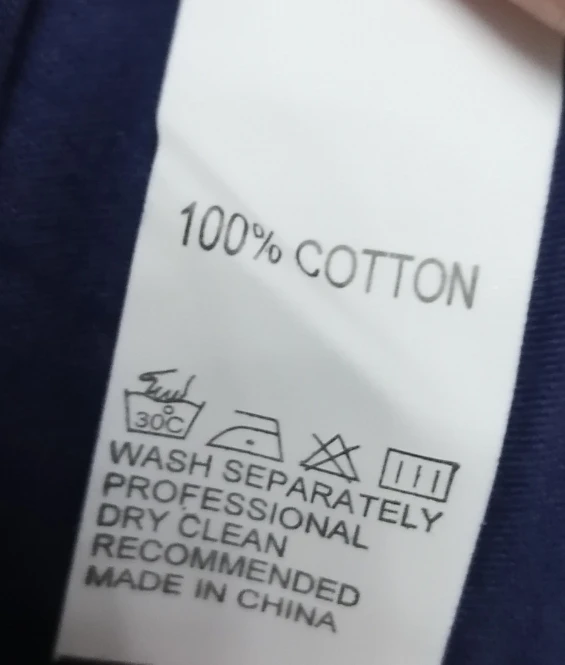 100% COTTON
30°C
WASH SEPARATELY
PROFESSIONAL
DRY CLEAN
RECOMMENDED
MADE IN CHINA